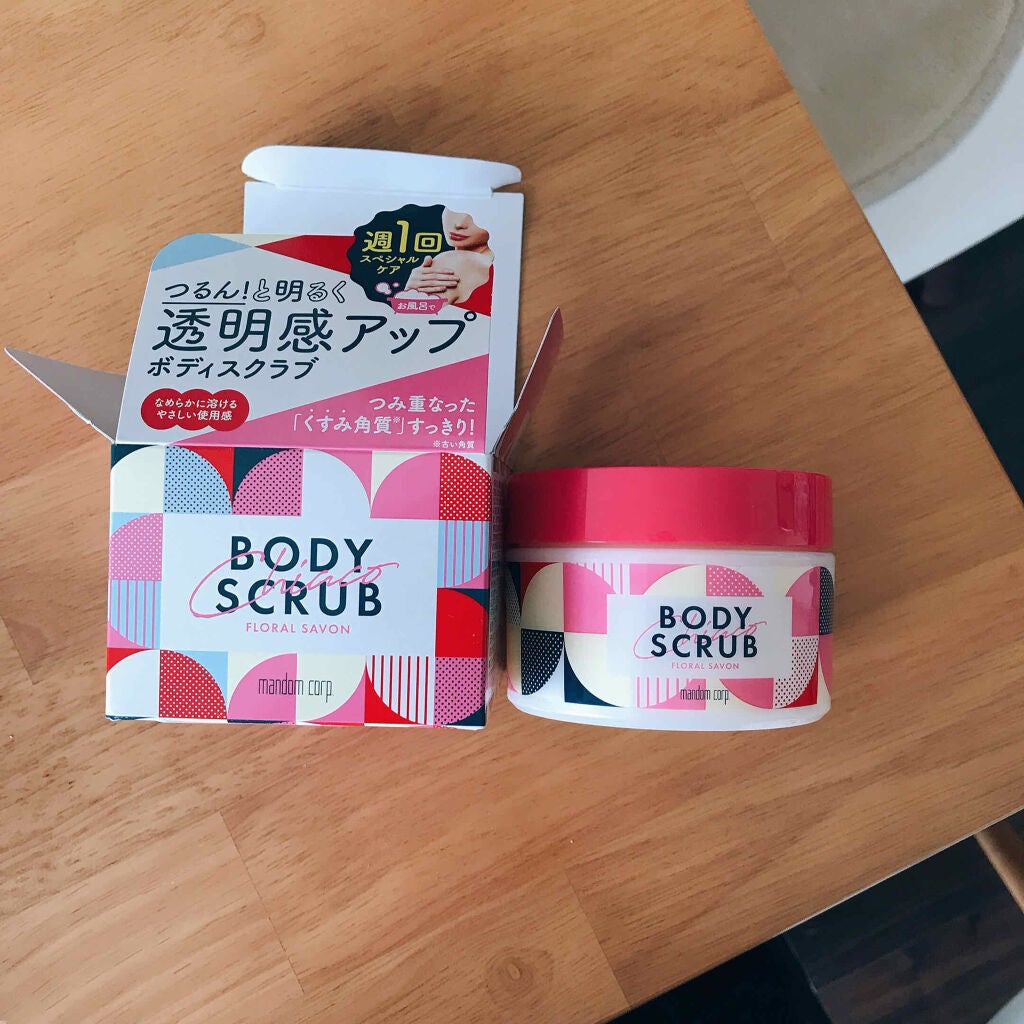 週1回
スペシャル
ケア
お風呂で
つるん!と明るく
透明感アップ
ボディスクラブ
なめらかに溶ける
やさしい使用感
つみ重なった
「くすみ角質※」すっきり!
※古い角質
BODY
Chiaco
SCRUB
FLORAL SAVON
mandom corp.
BODY
Chiaco
SCRUB
FLORAL SAVON
mandom corp.